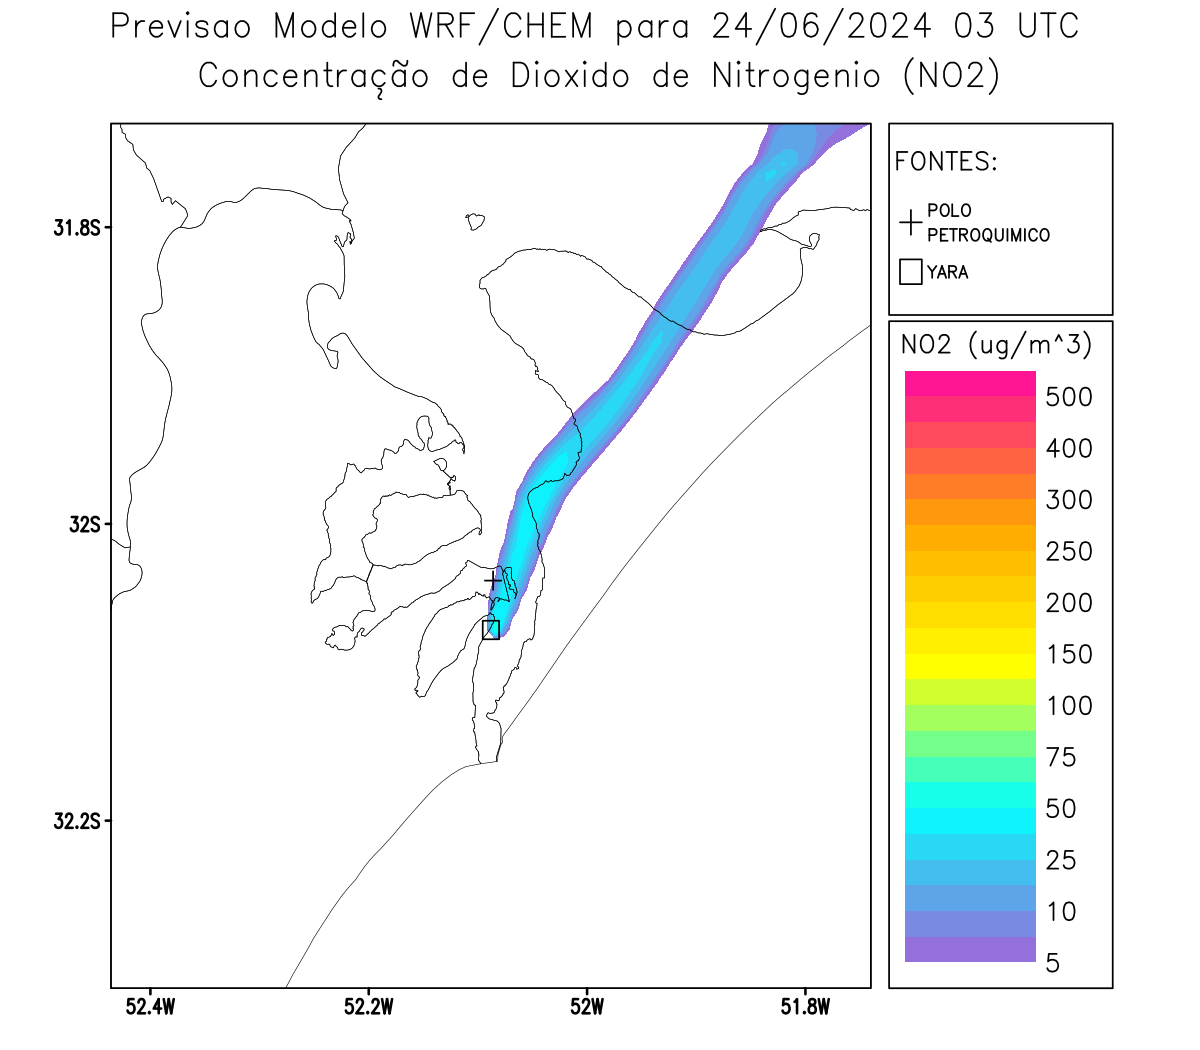 Previsao Modelo WRF/CHEM para 24/06/2024 03 UTC
Concentração de Dioxido de Nitrogenio (NO2)
FONTES:
POLO
PETROQUIMICO
YARA
NO2 (ug/m^3)
500
400
300
250
200
150
100
75
50
25
10
5
31.8S
32S
32.2S
52.4W
52.2W
52W
51.8W